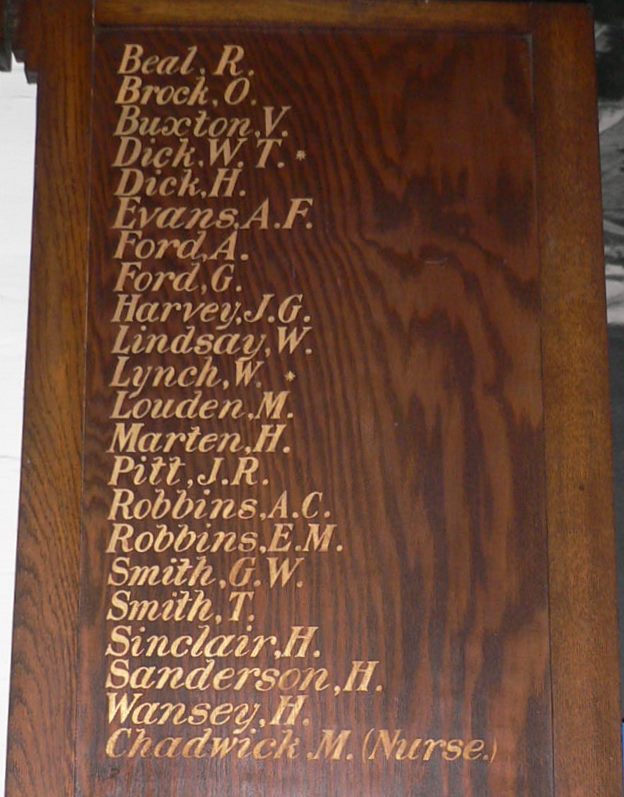 Beal, R.
Brock, O.
Buxton, V.
Dick, W. T. *
Dick, H.
Evans, A. F.
Ford, A.
Ford, G.
Harvey, J. G.
Lindsay, W.
Lynch, W. *
Louden, M.
Marten, H.
Pitt, J. R.
Robbins, A. C.
Robbins, E. M.
Smith, G. W.
Smith, T.
Sinclair, H.
Sanderson, H.
Wansey, H.
Chadwick, M. (Nurse.)